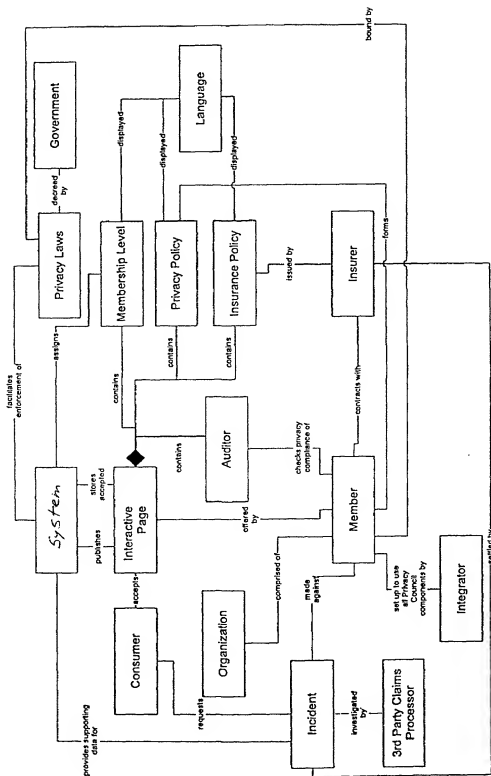 bound by
Government
Language
decreed
by
displayed
displayed
displayed
Privacy Laws
Membership Level
Privacy Policy
Insurance Policy
issued by
Insurer
forms
facilitates
enforcement of
assigns
contains
contains
contains
contracts with
System
stores
accepted
publishes
Interactive
Page
contains
Auditor
checks privacy
compliance of
offered
by
Member
accepts
Consumer
Organization
comprised of
made
against
set up to use
all Privacy
Council
components by
Integrator
requests
Incident
investigated
by
3rd Party Claims
Processor
provides supporting
data for
settled by